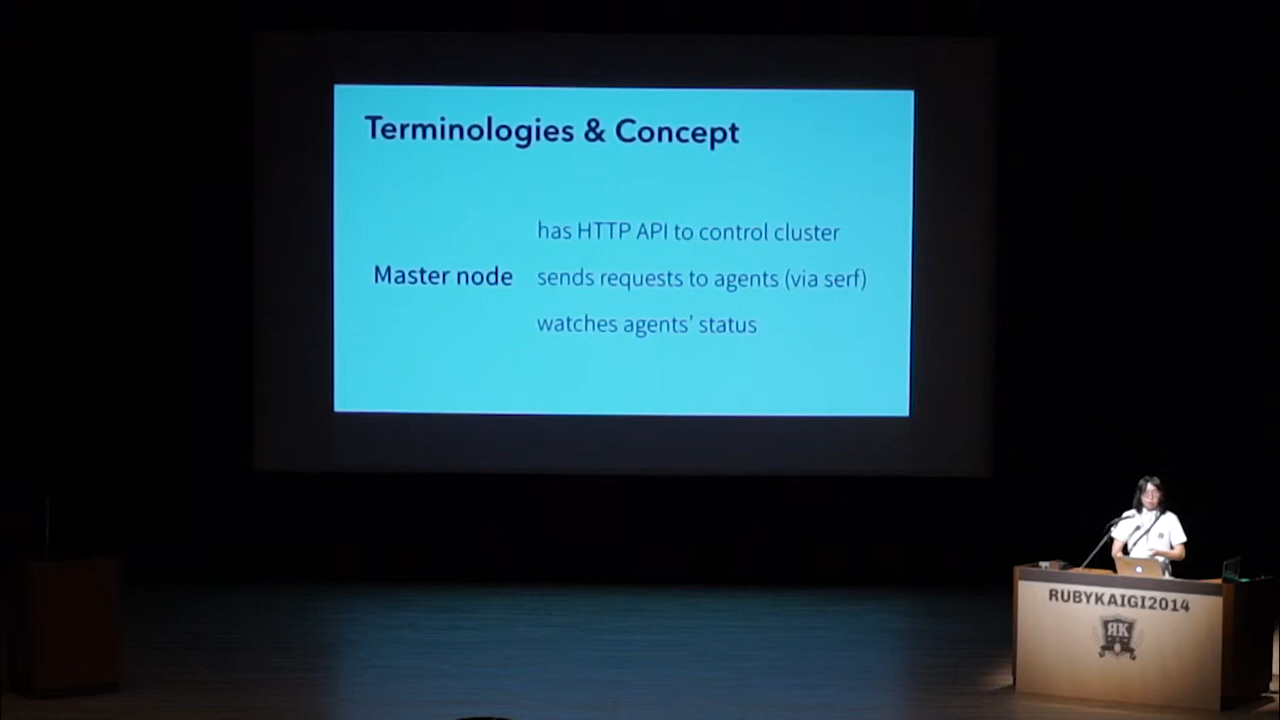 Terminologies & Concept
has HTTP API to control cluster
Master node
sends requests to agents (via serf)
watches agents' status
RUBYKAIGI2014
RK